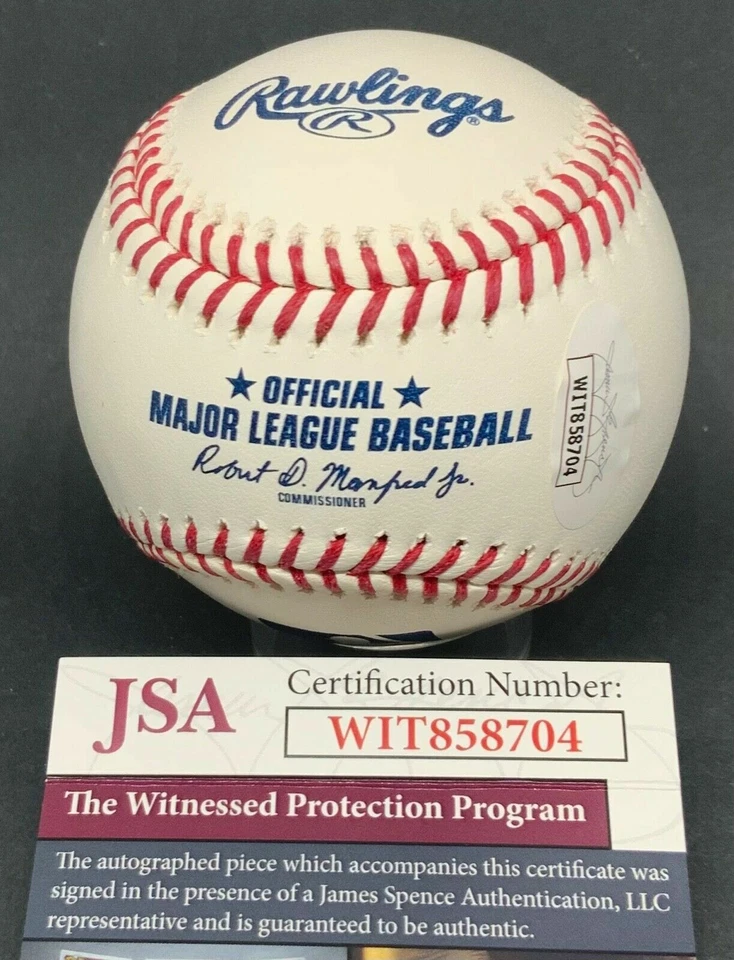 Rawlings®
R
★ OFFICIAL ★
MAJOR LEAGUE BASEBALL
Robert D. Manfred Jr.
COMMISSIONER
WIT858704
JSA
Certification Number:
WIT858704
The Witnessed Protection Program
The autographed piece which accompanies this certificate was
signed in the presence of a James Spence Authentication, LLC
representative and is guaranteed to be authentic.